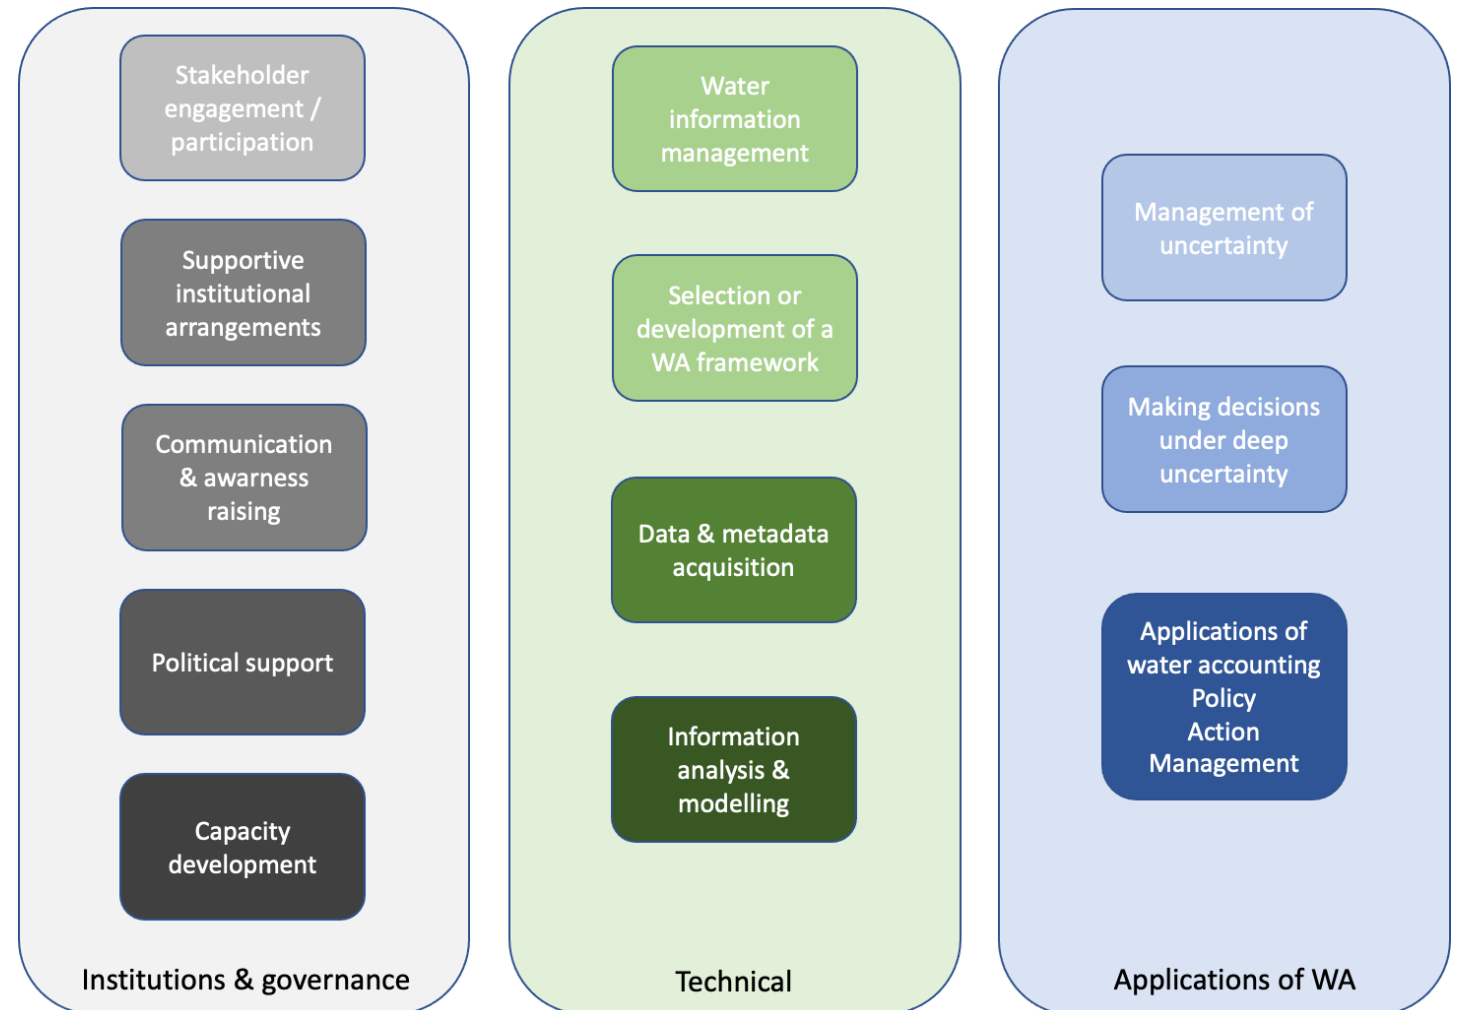 Stakeholder
engagement /
participation
Supportive
institutional
arrangements
Communication
& awarness
raising
Political support
Capacity
development
Institutions & governance
Water
information
management
Selection or
development of a
WA framework
Data & metadata
acquisition
Information
analysis &
modelling
Technical
Management of
uncertainty
Making decisions
under deep
uncertainty
Applications of
water accounting
Policy
Action
Management
Applications of WA